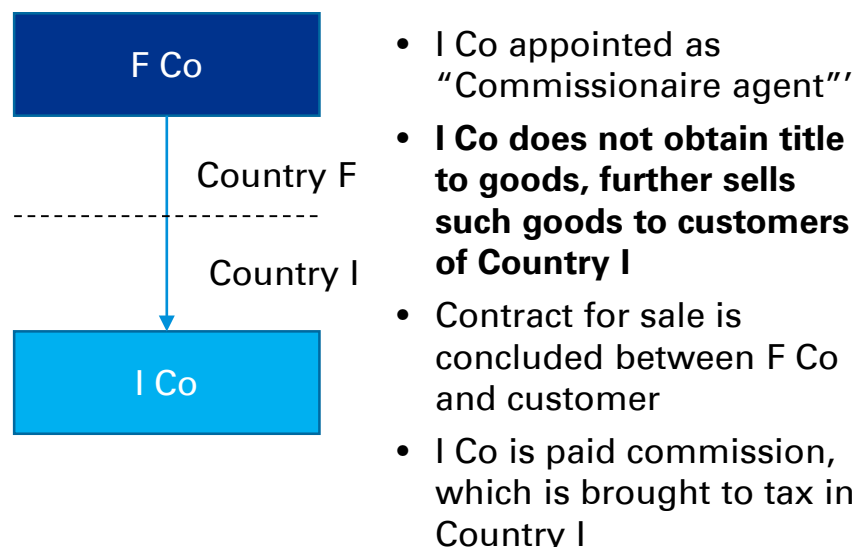 F Co
Country F
Country I
I Co
• I Co appointed as
“Commissionaire agent”’
• I Co does not obtain title
to goods, further sells
such goods to customers
of Country I
• Contract for sale is
concluded between F Co
and customer
• I Co is paid commission,
which is brought to tax in
Country I